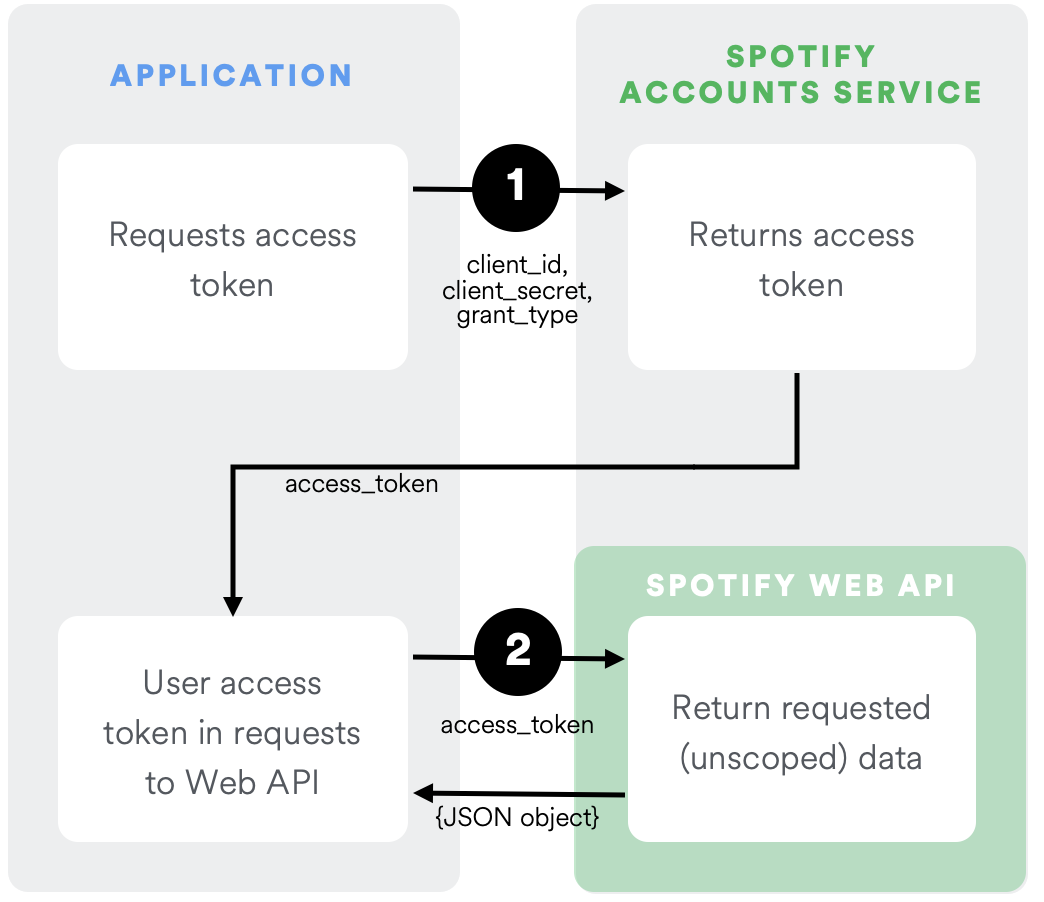 APPLICATION
SPOTIFY
ACCOUNTS SERVICE
Requests access
token
1
client_id,
client_secret,
grant_type
Returns access
token
access_token
SPOTIFY WEB API
User access
token in requests
to Web API
2
access_token
{JSON object}
Return requested
(unscoped) data